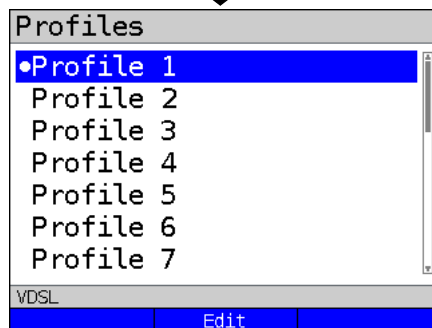 Profiles
•Profile 1
Profile 2
Profile 3
Profile 4
Profile 5
Profile 6
Profile 7
VDSL
Edit